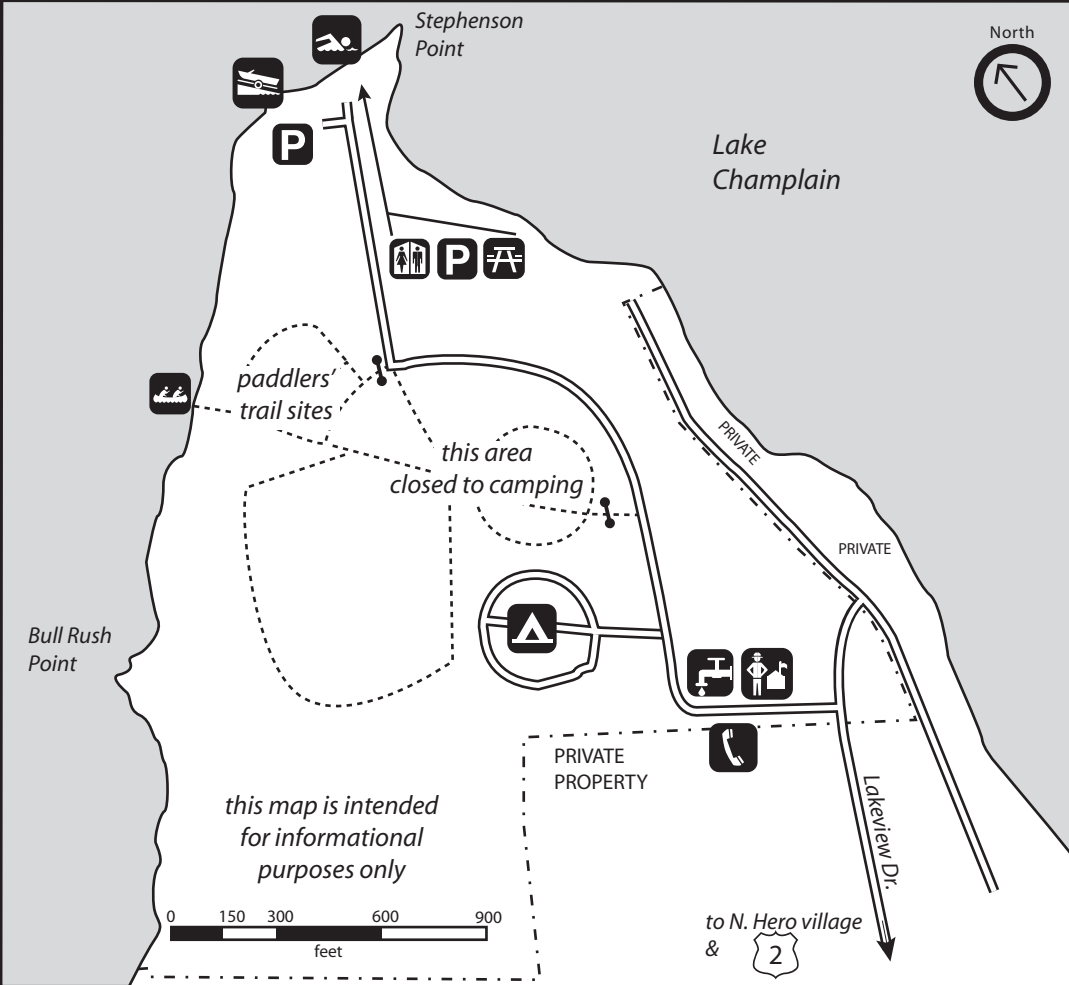 Stephenson
Point
North
Lake
Champlain
P
P
paddlers'
trail sites
this area
closed to camping
PRIVATE
PRIVATE
Bull Rush
Point
PRIVATE
PROPERTY
this map is intended
for informational
purposes only
Lakeview Dr.
0 150 300 600 900
feet
to N. Hero village
& 2